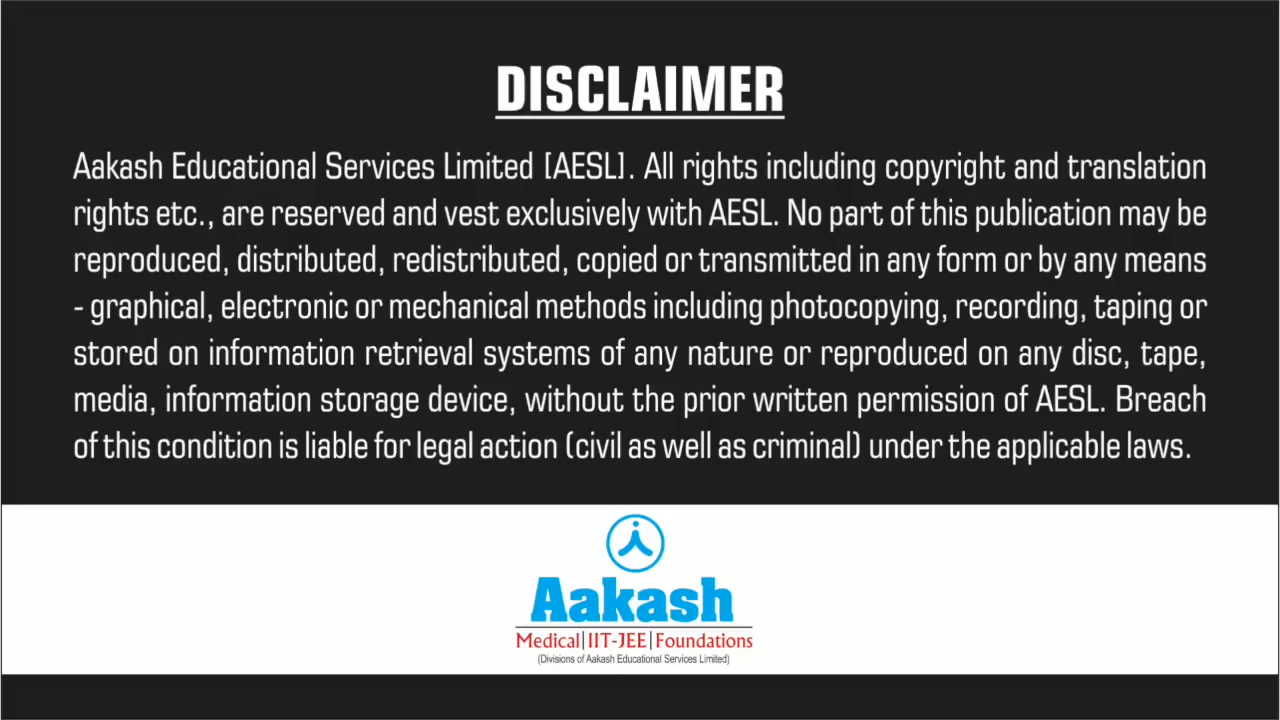 DISCLAIMER
Aakash Educational Services Limited [AESL]. All rights including copyright and translation
rights etc., are reserved and vest exclusively with AESL. No part of this publication may be
reproduced, distributed, redistributed, copied or transmitted in any form or by any means
- graphical, electronic or mechanical methods including photocopying, recording, taping or
stored on information retrieval systems of any nature or reproduced on any disc, tape,
media, information storage device, without the prior written permission of AESL. Breach
of this condition is liable for legal action (civil as well as criminal) under the applicable laws.
Aakash
Medical|IIT-JEE|Foundations
(Divisions of Aakash Educational Services Limited)